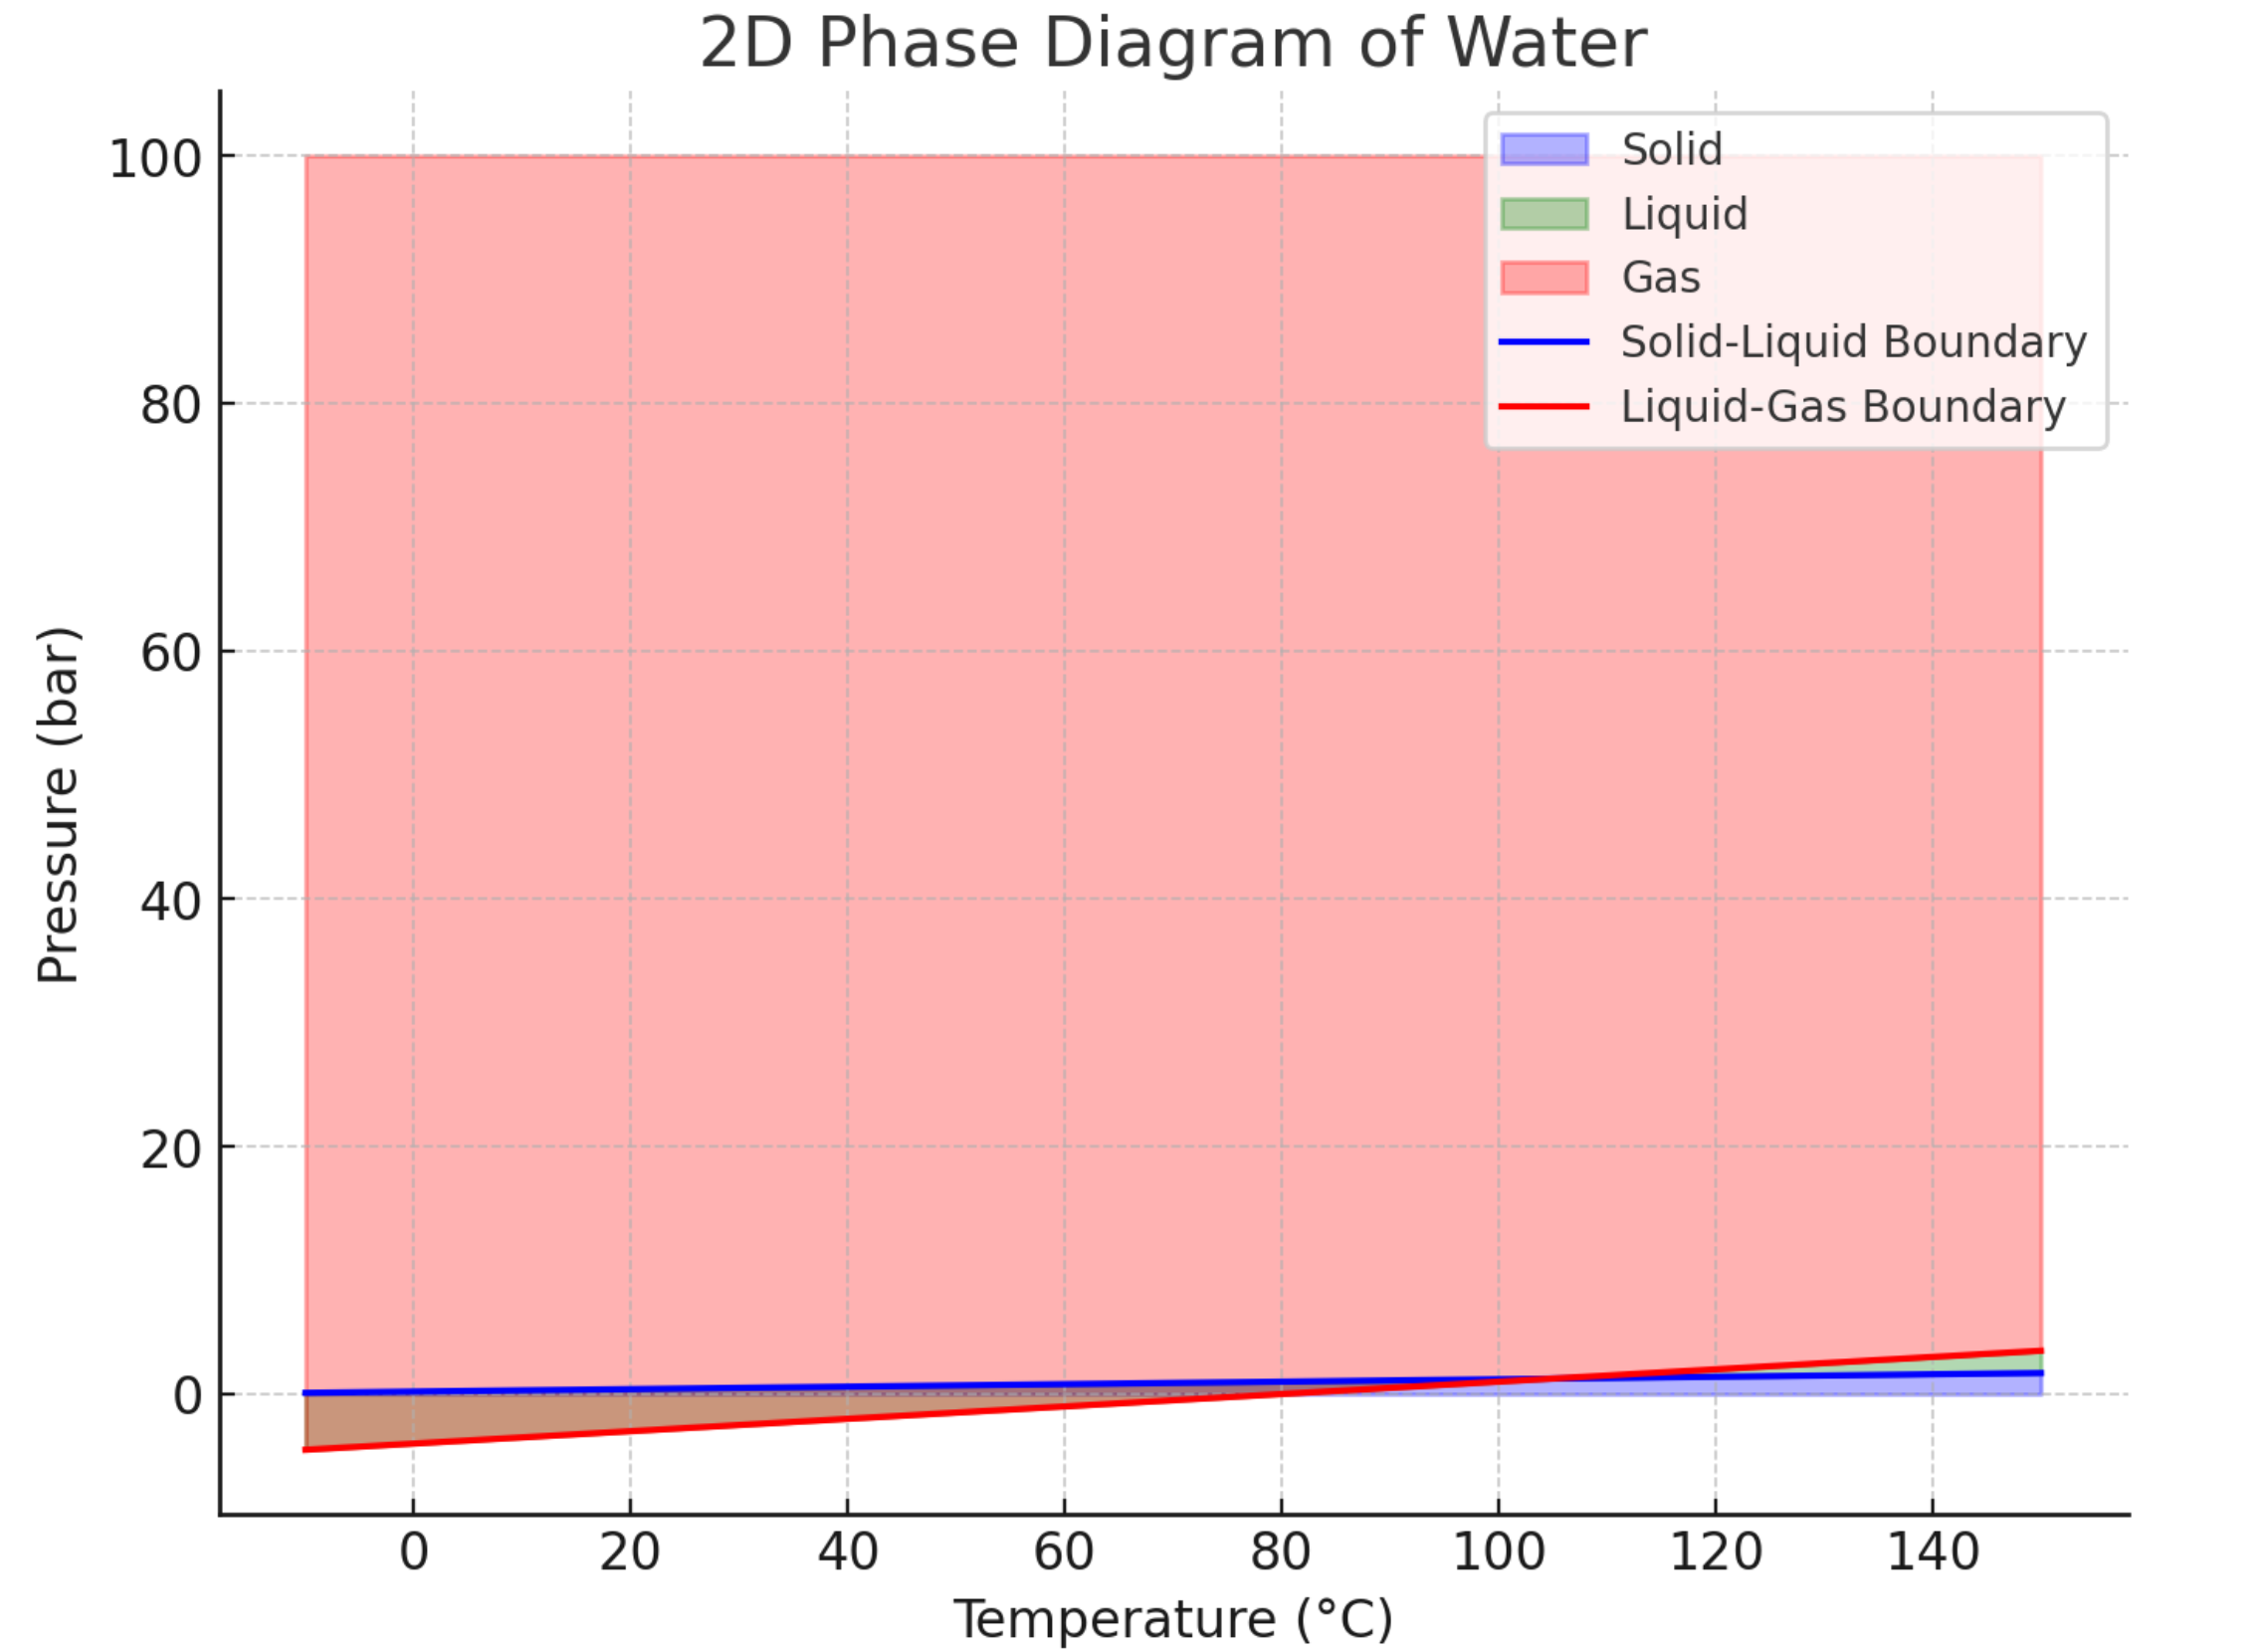 2D Phase Diagram of Water
Solid
Liquid
Gas
Solid-Liquid Boundary
Liquid-Gas Boundary
Pressure (bar)
100
80
60
40
20
0
0 20 40 60 80 100 120 140
Temperature (°C)